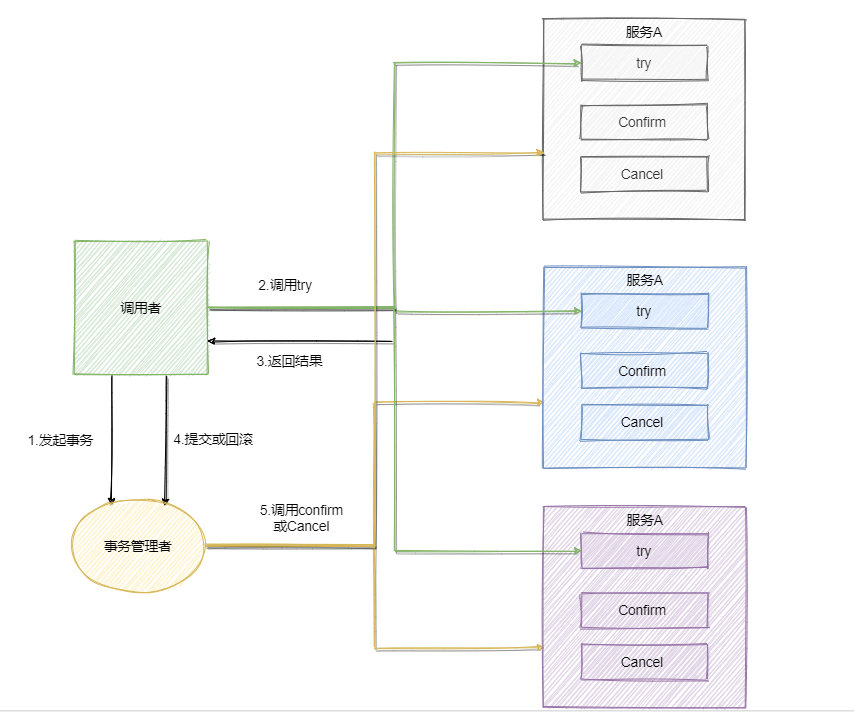 服务A
try
Confirm
Cancel
调用者
2.调用try
3.返回结果
服务A
try
Confirm
Cancel
1.发起事务
4.提交或回滚
事务管理者
5.调用confirm
或Cancel
服务A
try
Confirm
Cancel